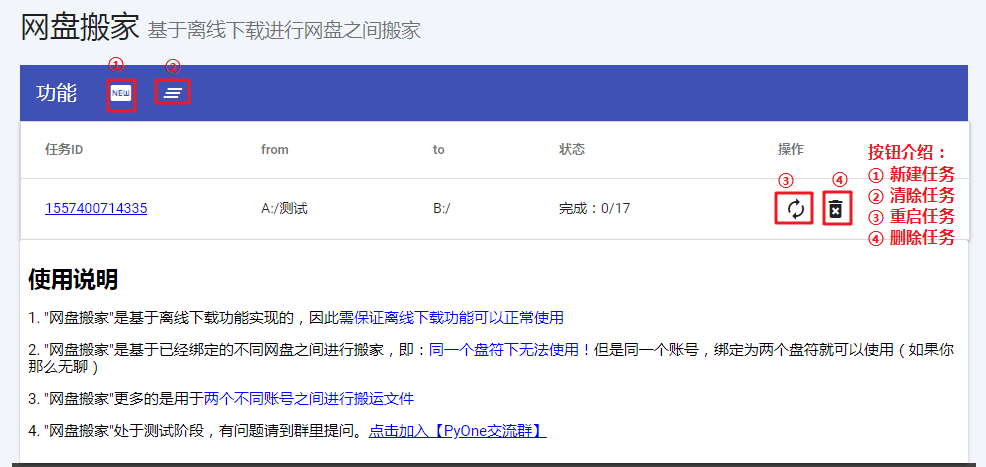 网盘搬家 基于离线下载进行网盘之间搬家
① ②
功能 NEW
任务ID from to 状态 操作
按钮介绍：
① 新建任务
③ ④
② 清除任务
1557400714335 A:/测试 B:/ 完成：0/17
③ 重启任务
④ 删除任务
使用说明
1. "网盘搬家"是基于离线下载功能实现的，因此需保证离线下载功能可以正常使用
2. "网盘搬家"是基于已经绑定的不同网盘之间进行搬家，即：同一个盘符下无法使用！但是同一个账号，绑定为两个盘符就可以使用（如果你
那么无聊）
3. "网盘搬家"更多的是用于两个不同账号之间进行搬运文件
4. "网盘搬家"处于测试阶段，有问题请到群里提问。点击加入【PyOne交流群】